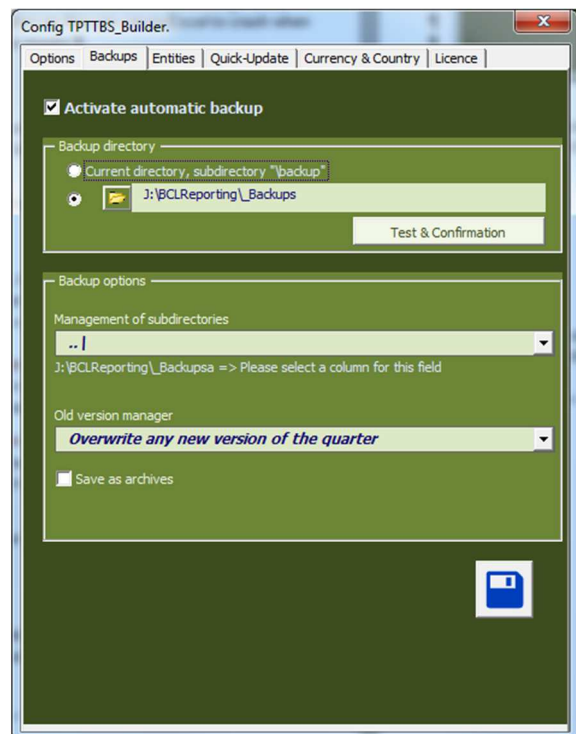 Config TPTTBS_Builder.
Options Backups Entities Quick-Update Currency & Country Licence
Activate automatic backup
Backup directory
Current directory, subdirectory "\backup"
J:\BCLReporting\_Backups
Test & Confirmation
Backup options
Management of subdirectories
.. |
J:\BCLReporting\_Backupsa => Please select a column for this field
Old version manager
Overwrite any new version of the quarter
Save as archives